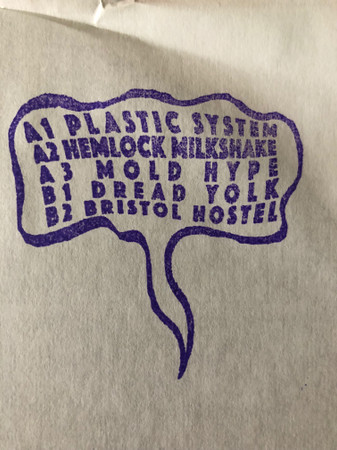 A1 PLASTIC SYSTEM
A2 HEMLOCK MILKSHAKE
A3 MOLD HYPE
B1 DREAD YOLK
B2 BRISTOL HOSTEL